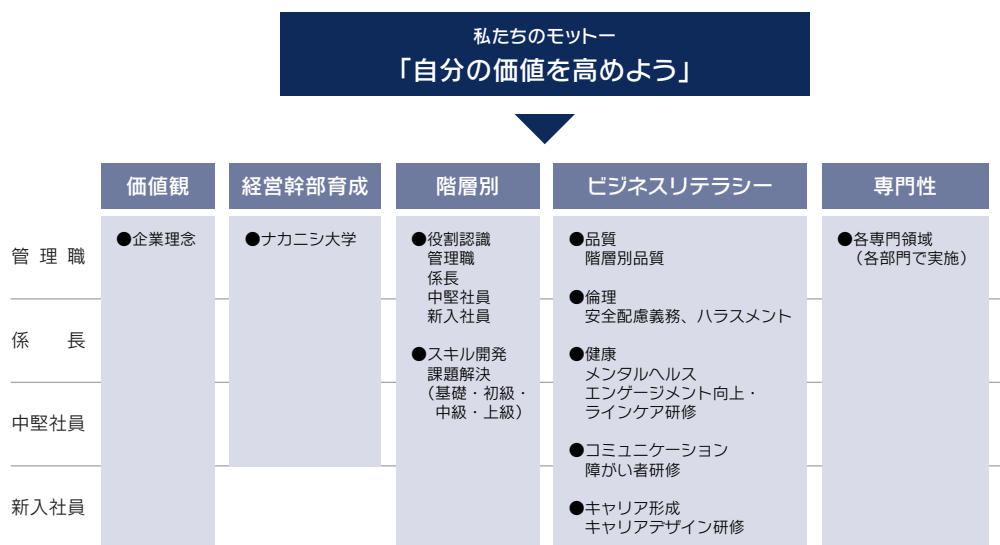 私たちのモットー
「自分の価値を高めよう」
価値観
経営幹部育成
階層別
ビジネスリテラシー
専門性
管理職
係長
中堅社員
新入社員
●企業理念
●ナカニシ大学
●役割認識
管理職
係長
中堅社員
新入社員
●スキル開発
課題解決
（基礎・初級・
中級・上級）
●品質
階層別品質
●倫理
安全配慮義務、ハラスメント
●健康
メンタルヘルス
エンゲージメント向上・
ラインケア研修
●コミュニケーション
障がい者研修
●キャリア形成
キャリアデザイン研修
●各専門領域
（各部門で実施）